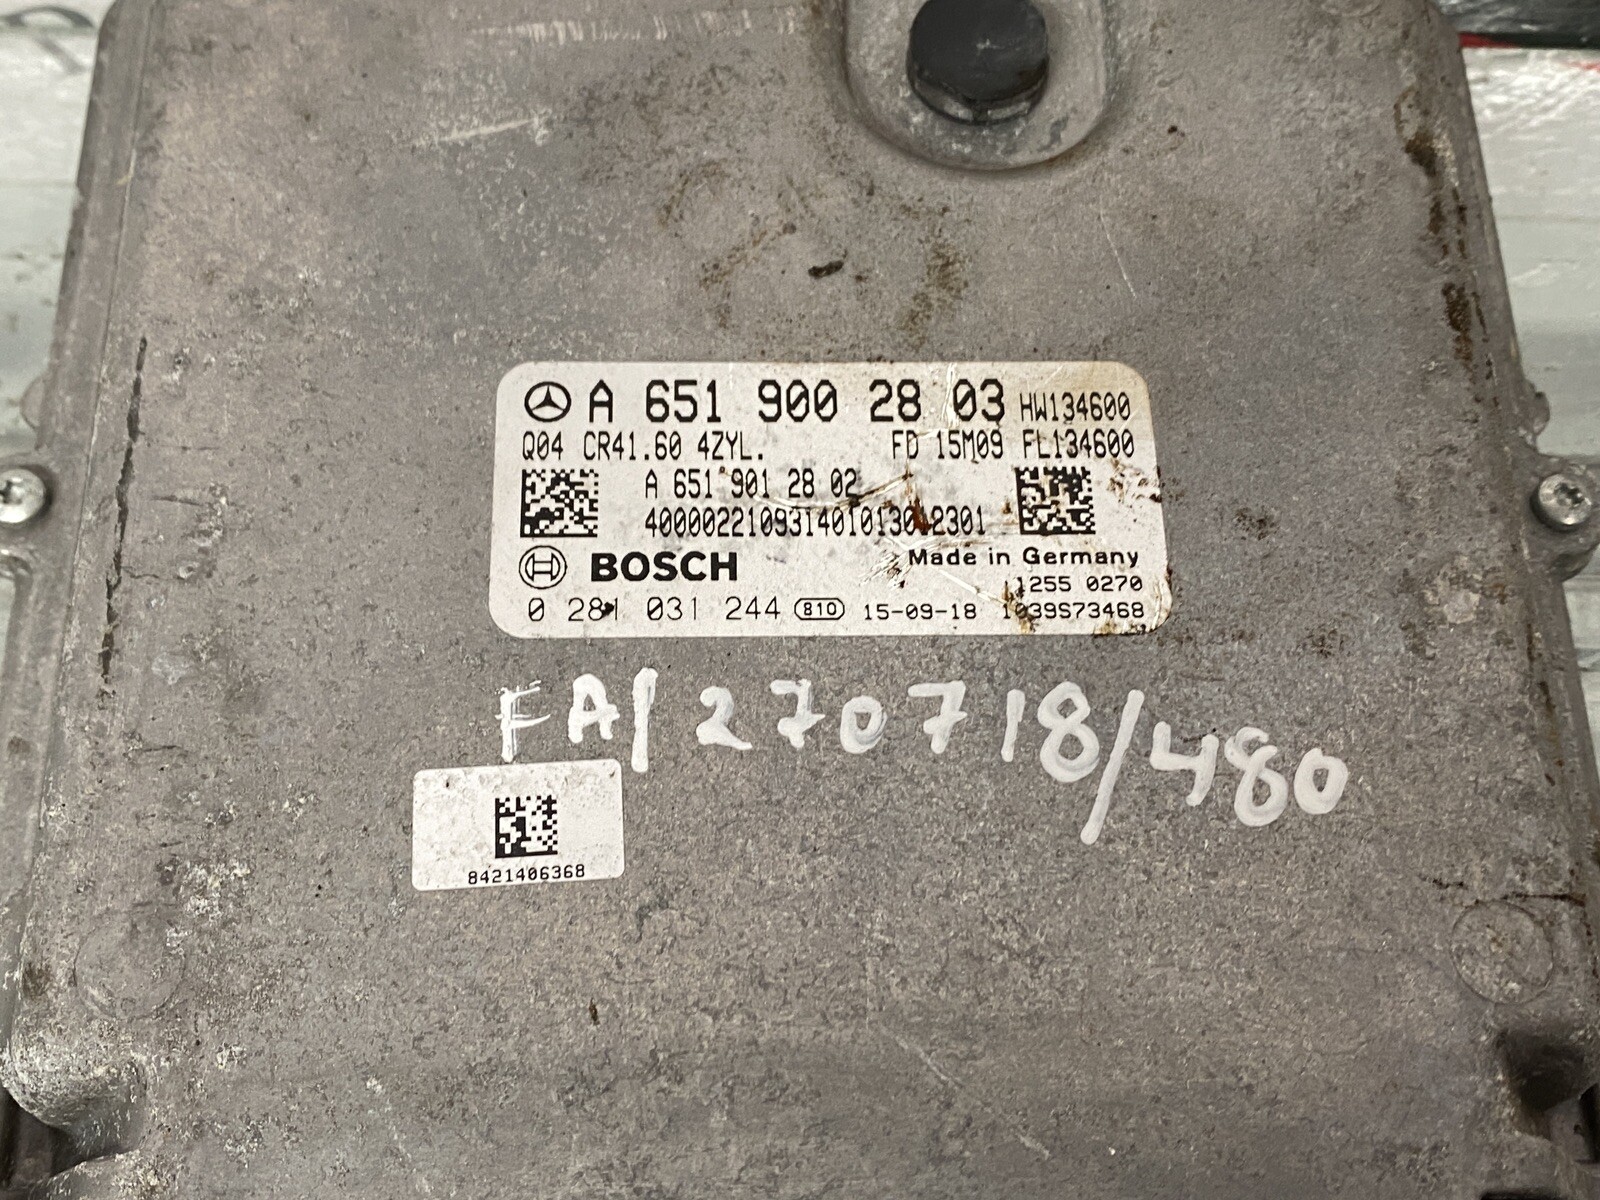 A 651 900 28 03 HW134600
Q04 CR41.60 4ZYL. FD 15M09 FL134600
A 651 901 28 02
BOSCH Made in Germany
1255 0270
0 281 031 244 810 15-09-18 1039S73468
FA/270718/480
8421406368